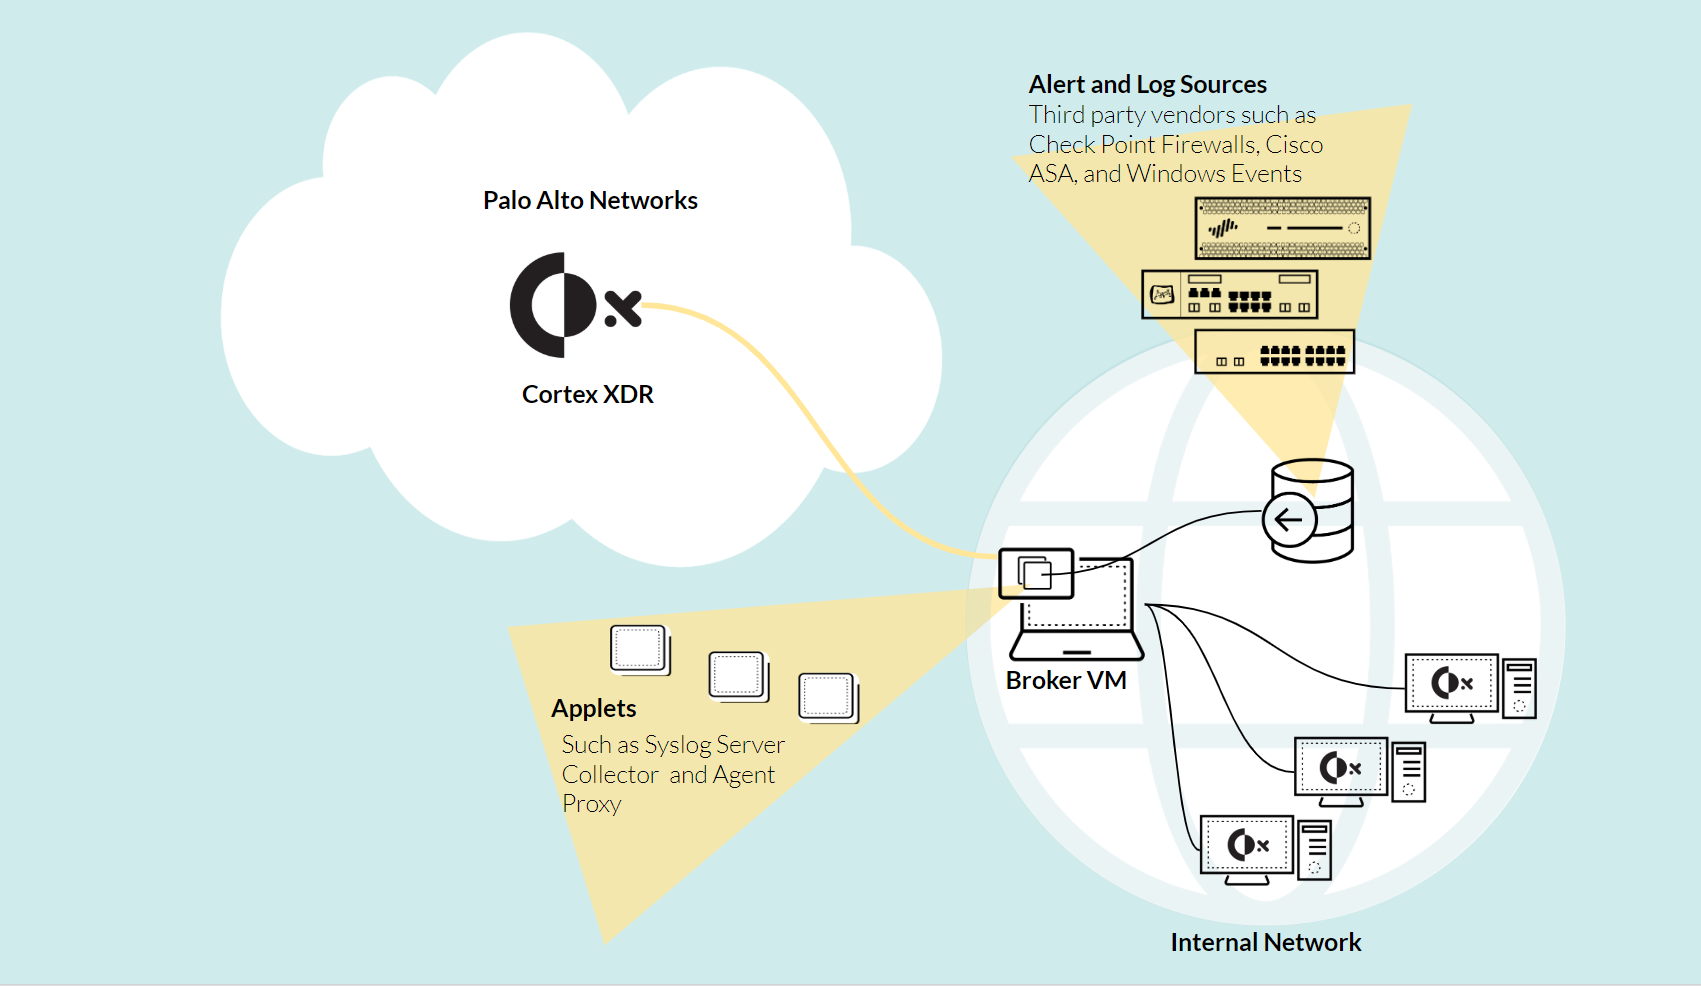 Palo Alto Networks
Cortex XDR
Alert and Log Sources
Third party vendors such as
Check Point Firewalls, Cisco
ASA, and Windows Events
Broker VM
Applets
Such as Syslog Server
Collector and Agent
Proxy
Internal Network